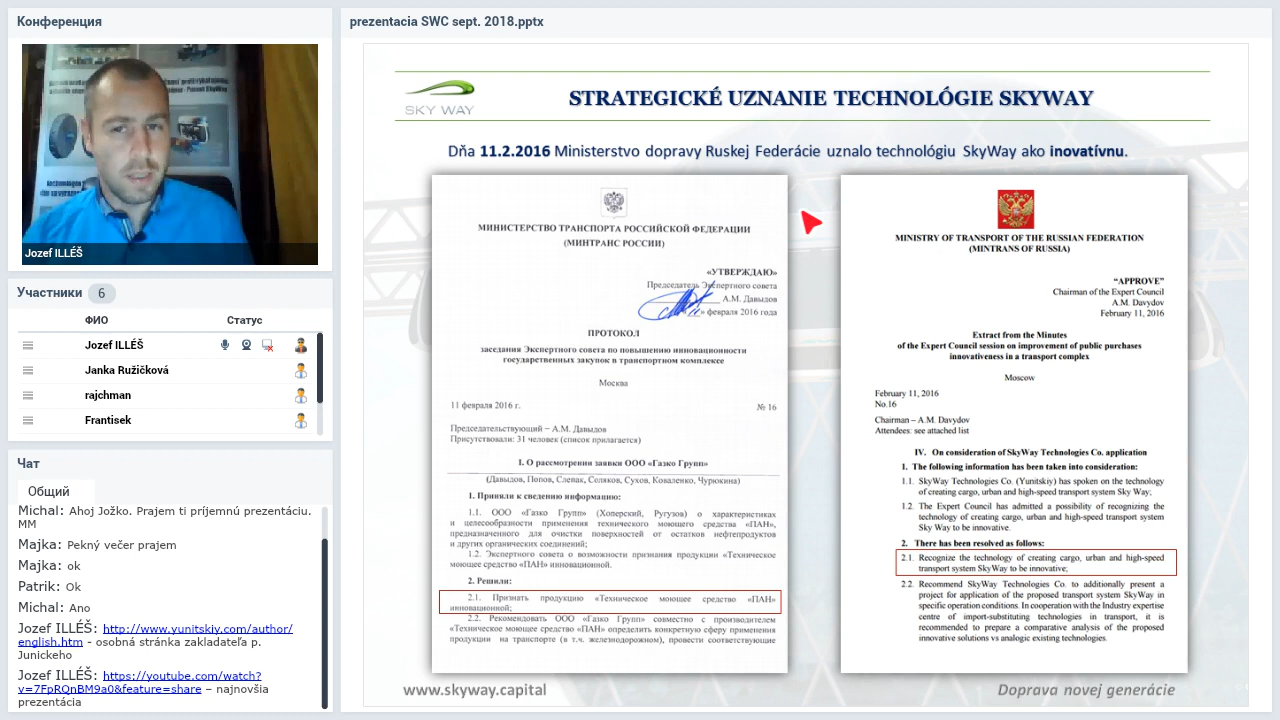 Конференция
Jozef ILLÉŠ
Участники 6
ФИО Статус
Jozef ILLÉŠ
Janka Ružičková
rajchman
Frantisek
Чат
Общий
Michal: Ahoj Jožko. Prajem ti príjemnú prezentáciu.
MM
Majka: Pekný večer prajem
Majka: ok
Patrik: Ok
Michal: Ano
Jozef ILLÉŠ: http://www.yunitskiy.com/author/
english.htm - osobná stránka zakladateľa p.
Junickeho
Jozef ILLÉŠ: https://youtube.com/watch?
v=7FpRQnBM9a0&feature=share – najnovšia
prezentácia
prezentacia SWC sept. 2018.pptx
SKY WAY
STRATEGICKÉ UZNANIE TECHNOLÓGIE SKYWAY
Dňa 11.2.2016 Ministerstvo dopravy Ruskej Federácie uznalo technológiu SkyWay ako inovatívnu.
МИНИСТЕРСТВО ТРАНСПОРТА РОССИЙСКОЙ ФЕДЕРАЦИИ
(МИНТРАНС РОССИИ)
«УТВЕРЖДАЮ»
Председатель Экспертного совета
А.М. Давыдов
» февраля 2016 года
ПРОТОКОЛ
заседания Экспертного совета по повышению инновационности
государственных закупок в транспортном комплексе
Москва
11 февраля 2016 г. № 16
Председательствующий – А.М. Давыдов
Присутствовали: 31 человек (список прилагается)
1. О рассмотрении заявки ООО «Газко Групп»
(Давыдов, Попов, Слепак, Соляков, Сухов, Коваленко, Чурюкина)
1. Приняли к сведению информацию:
1.1. ООО «Газко Групп» (Хоперский, Ругузов) о характеристиках
и целесообразности применения технического моющего средства «ПАН»,
предназначенного для очистки поверхностей от остатков нефтепродуктов
и других органических соединений;
1.2. Экспертного совета о возможности признания продукции «Техническое
моющее средство «ПАН» инновационной.
2. Решили:
2.1. Признать продукцию «Техническое моющее средство «ПАН»
инновационной;
2.2. Рекомендовать ООО «Газко Групп» совместно с производителем
«Техническое моющее средство «ПАН» определить конкретную сферу применения
продукции на транспорте (в т.ч. железнодорожном), провести соответствующие
MINISTRY OF TRANSPORT OF THE RUSSIAN FEDERATION
(MINTRANS OF RUSSIA)
“APPROVE”
Chairman of the Expert Council
A.M. Davydov
February 11, 2016
Extract from the Minutes
of the Expert Council session on improvement of public purchases
innovativeness in a transport complex
Moscow
February 11, 2016
No.16
Chairman – A.M. Davydov
Attendees: see attached list
IV. On consideration of SkyWay Technologies Co. application
1. The following information has been taken into consideration:
1.1. SkyWay Technologies Co. (Yunitskiy) has spoken on the technology
of creating cargo, urban and high-speed transport system Sky Way;
1.2. The Expert Council has admitted a possibility of recognizing the
technology of creating cargo, urban and high-speed transport system
Sky Way to be innovative;
2. There has been resolved as follows:
2.1. Recognize the technology of creating cargo, urban and high-speed
transport system SkyWay to be innovative;
2.2. Recommend SkyWay Technologies Co. to additionally present a
project for application of the proposed transport system SkyWay in
specific operation conditions. In cooperation with the Industry expertise
centre of import-substituting technologies in transport, it is
recommended to prepare a comparative analysis of the proposed
innovative solutions vs analogic existing technologies.
www.skyway.capital
Doprava novej generácie